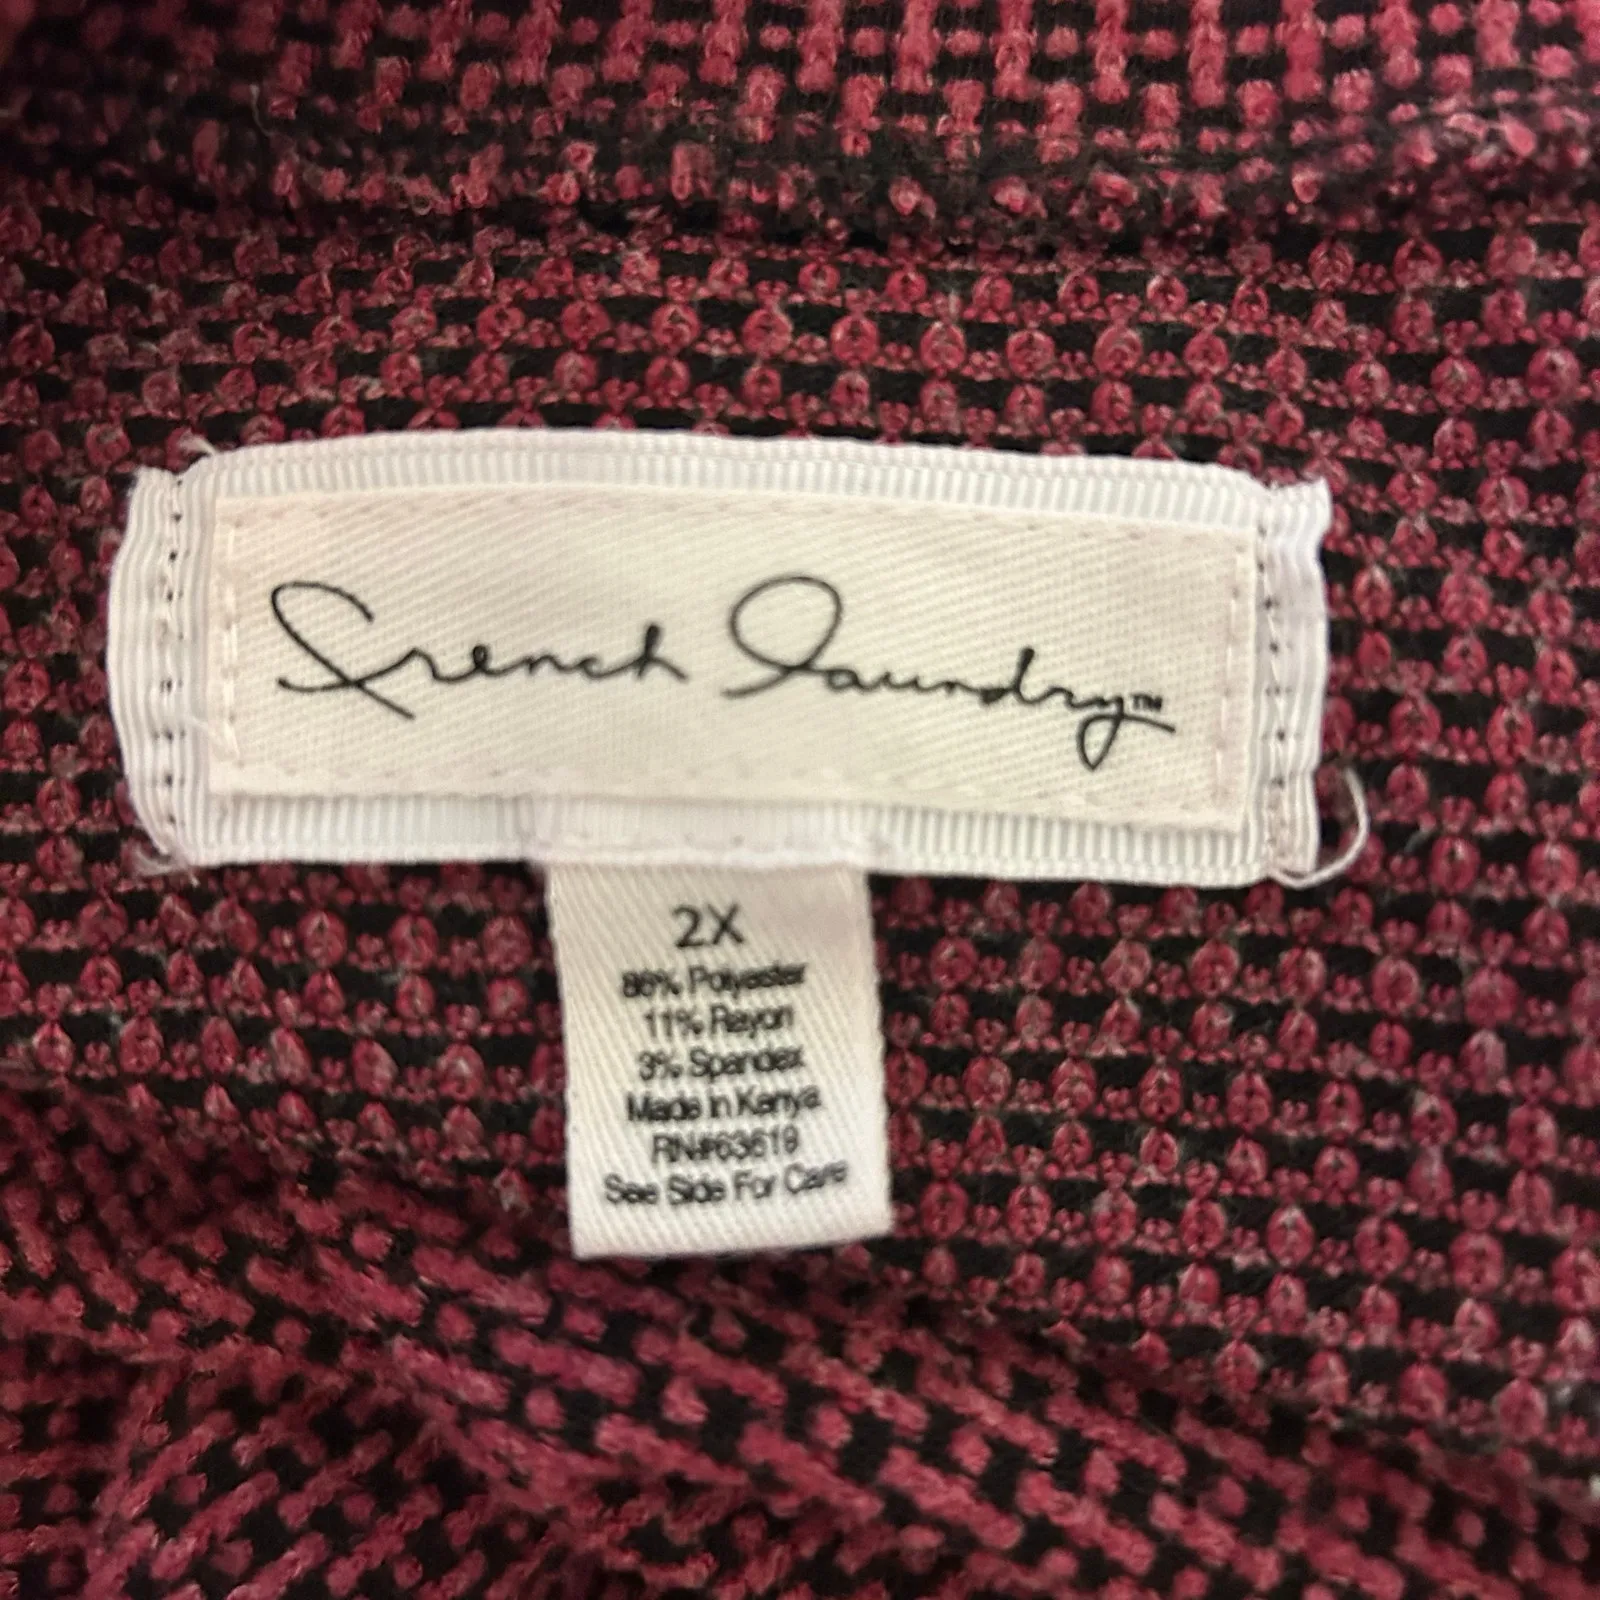 French Laundry™
2X
86% Polyester
11% Rayon
3% Spandex
Made In Kenya
RN#63619
See Side For Care